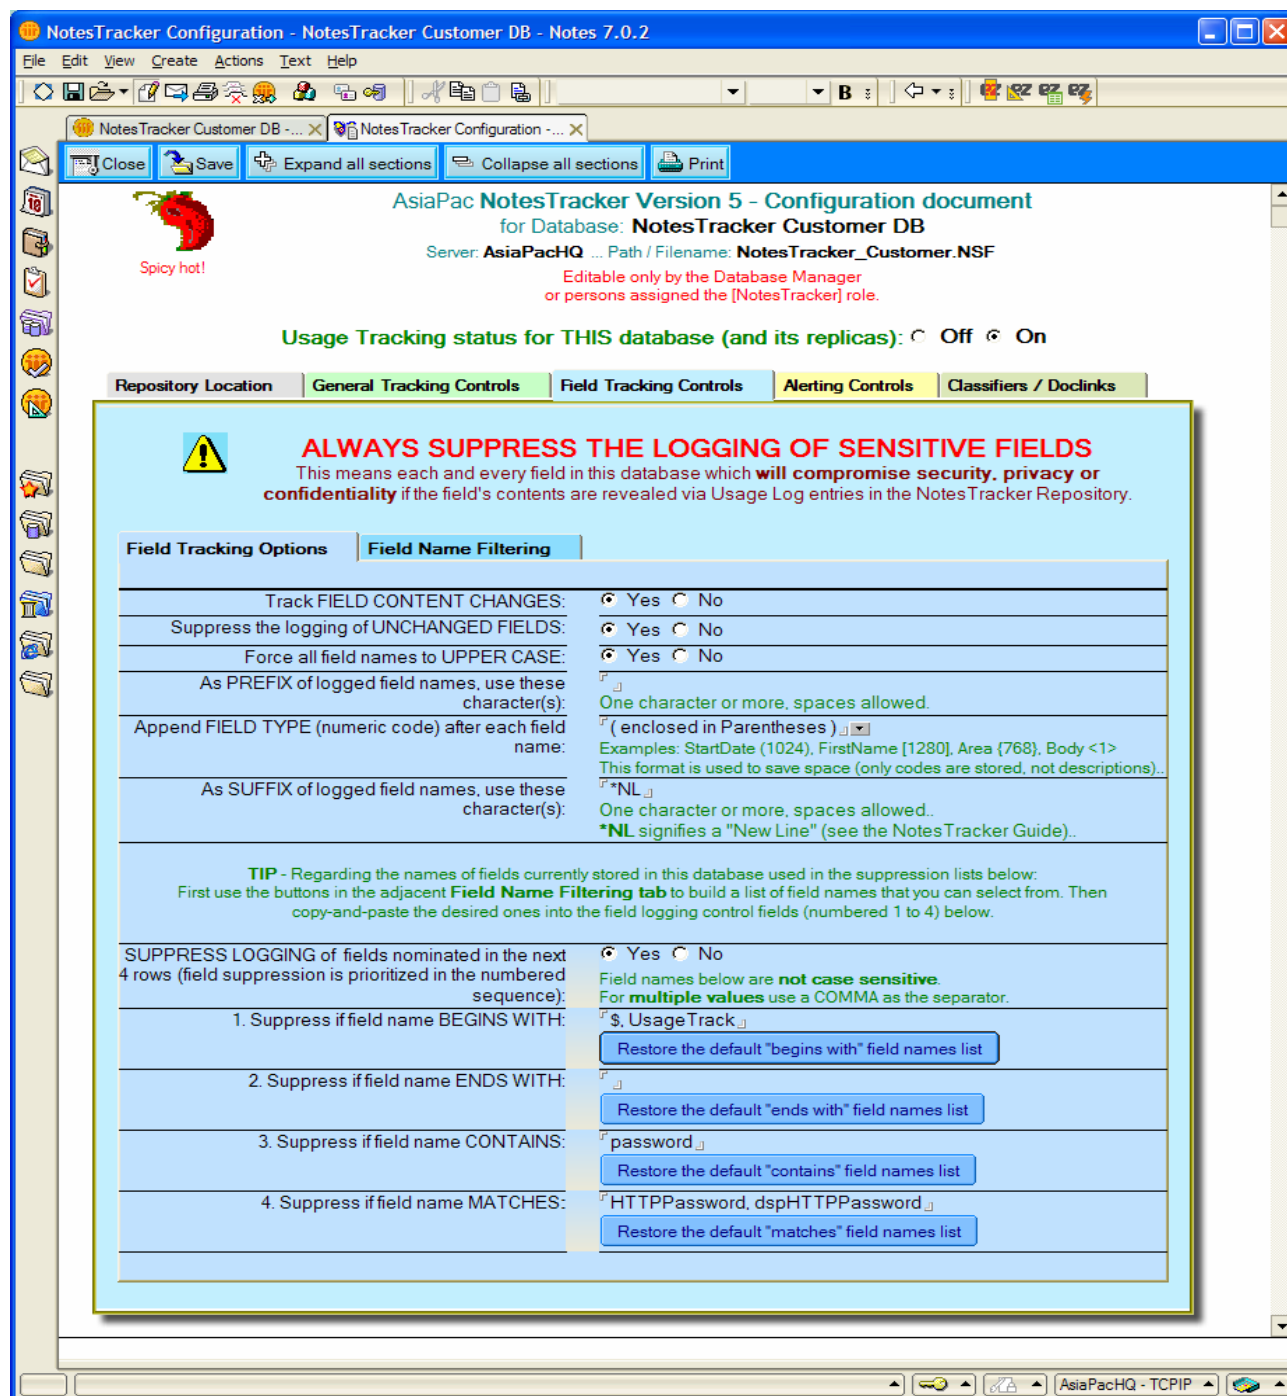 NotesTracker Configuration - NotesTracker Customer DB - Notes 7.0.2
File Edit View Create Actions Text Help
NotesTracker Customer DB -...
NotesTracker Configuration -...
Close Save Expand all sections Collapse all sections Print
AsiaPac NotesTracker Version 5 - Configuration document
for Database: NotesTracker Customer DB
Server: AsiaPacHQ ... Path / Filename: NotesTracker_Customer.NSF
Spicy hot!
Editable only by the Database Manager
or persons assigned the [NotesTracker] role.
Usage Tracking status for THIS database (and its replicas): Off On
Repository Location General Tracking Controls Field Tracking Controls Alerting Controls Classifiers / Doclinks
ALWAYS SUPPRESS THE LOGGING OF SENSITIVE FIELDS
This means each and every field in this database which will compromise security, privacy or
confidentiality if the field's contents are revealed via Usage Log entries in the NotesTracker Repository.
Field Tracking Options Field Name Filtering
Track FIELD CONTENT CHANGES: Yes No
Suppress the logging of UNCHANGED FIELDS: Yes No
Force all field names to UPPER CASE: Yes No
As PREFIX of logged field names, use these
character(s):
One character or more, spaces allowed.
Append FIELD TYPE (numeric code) after each field
name:
( enclosed in Parentheses )
Examples: StartDate (1024), FirstName [1280], Area {768}, Body <1>
This format is used to save space (only codes are stored, not descriptions)..
As SUFFIX of logged field names, use these
character(s):
*NL
One character or more, spaces allowed..
*NL signifies a "New Line" (see the NotesTracker Guide)..
TIP - Regarding the names of fields currently stored in this database used in the suppression lists below:
First use the buttons in the adjacent Field Name Filtering tab to build a list of field names that you can select from. Then
copy-and-paste the desired ones into the field logging control fields (numbered 1 to 4) below.
SUPPRESS LOGGING of fields nominated in the next
4 rows (field suppression is prioritized in the numbered
sequence):
Yes No
Field names below are not case sensitive.
For multiple values use a COMMA as the separator.
1. Suppress if field name BEGINS WITH: $, UsageTrack
Restore the default "begins with" field names list
2. Suppress if field name ENDS WITH:
Restore the default "ends with" field names list
3. Suppress if field name CONTAINS: password
Restore the default "contains" field names list
4. Suppress if field name MATCHES: HTTPPassword, dspHTTPPassword
Restore the default "matches" field names list
AsiaPacHQ - TCPIP